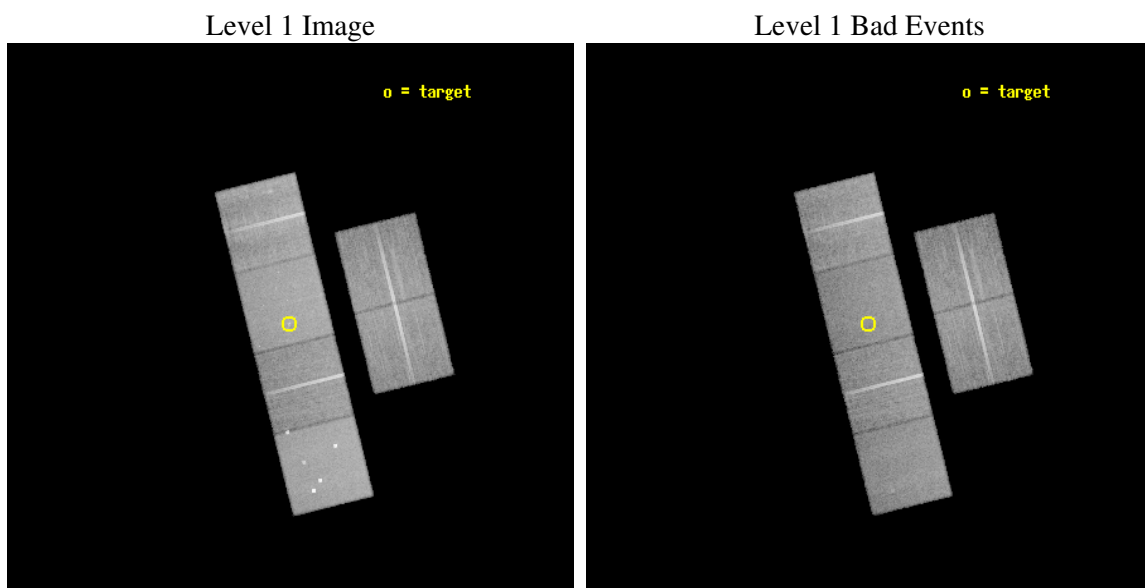 Level 1 Image
Level 1 Bad Events
o = target
o = target